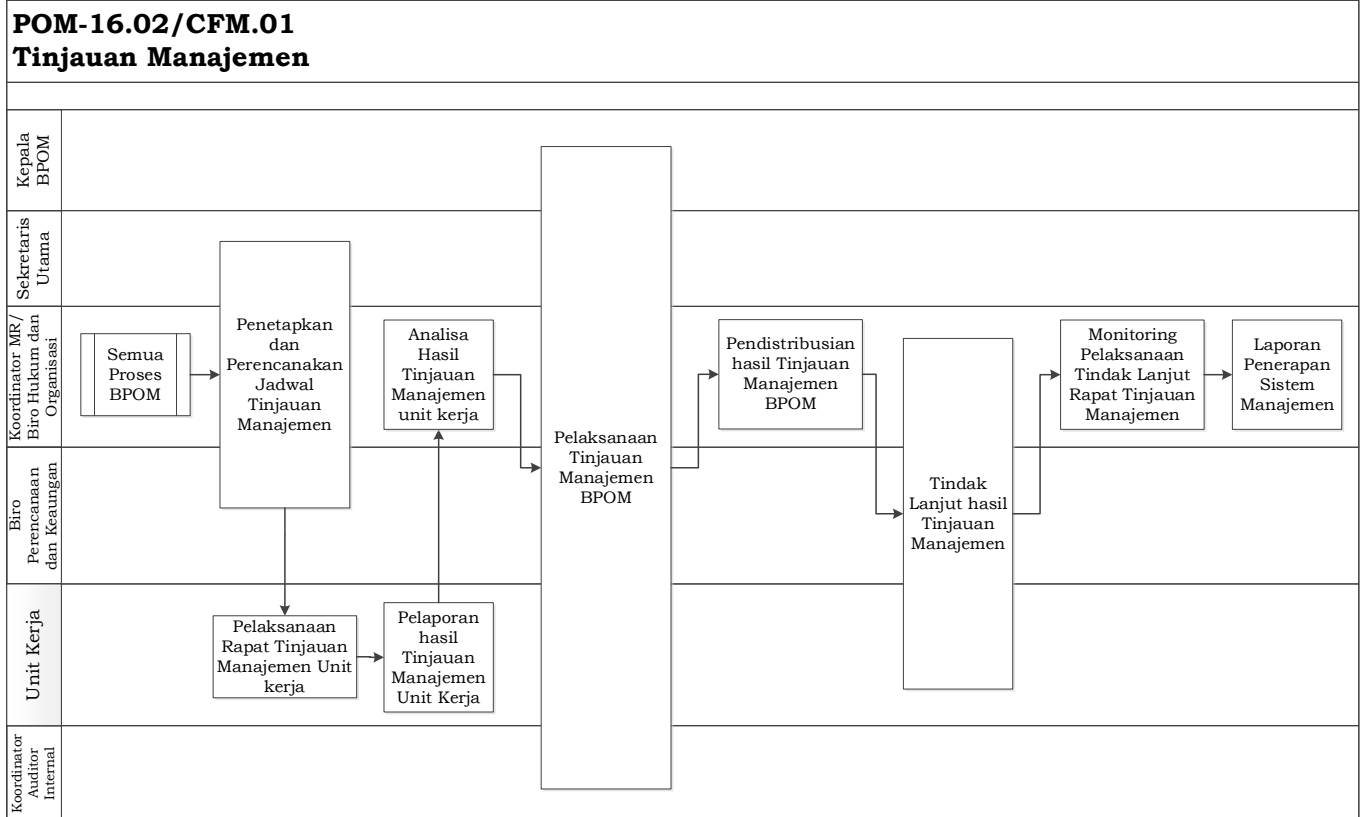 POM-16.02/CFM.01
Tinjauan Manajemen
Kepala
BPOM
Sekretaris
Utama
Koordinator MR/
Biro Hukum dan
Organisasi
Semua
Proses
BPOM
Penetapkan
dan
Perencanakan
Jadwal
Tinjauan
Manajemen
Analisa
Hasil
Tinjauan
Manajemen
unit kerja
Pelaksanaan
Tinjauan
Manajemen
BPOM
Pendistribusian
hasil Tinjauan
Manajemen
BPOM
Tindak
Lanjut hasil
Tinjauan
Manajemen
Monitoring
Pelaksanaan
Tindak Lanjut
Rapat Tinjauan
Manajemen
Laporan
Penerapan
Sistem
Manajemen
Biro
Perencanaan
dan Keaungan
Unit Kerja
Pelaksanaan
Rapat Tinjauan
Manajemen Unit
kerja
Pelaporan
hasil
Tinjauan
Manajemen
Unit Kerja
Koordinator
Auditor
Internal